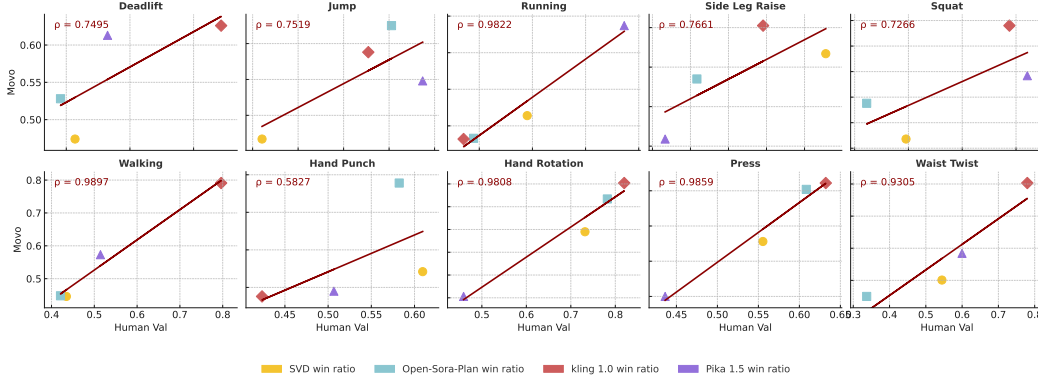 Deadlift
Jump
Running
Side Leg Raise
Squat
ρ = 0.7495
ρ = 0.7519
ρ = 0.9822
ρ = 0.7661
ρ = 0.7266
0.60
0.55
0.50
Movo
Walking
Hand Punch
Hand Rotation
Press
Waist Twist
ρ = 0.9897
ρ = 0.5827
ρ = 0.9808
ρ = 0.9859
ρ = 0.9305
0.8
0.7
0.6
0.5
Movo
0.4 0.5 0.6 0.7 0.8
0.45 0.50 0.55 0.60
0.5 0.6 0.7 0.8
0.45 0.50 0.55 0.60 0.65
0.3 0.4 0.5 0.6 0.7 0.8
Human Val
Human Val
Human Val
Human Val
Human Val
SVD win ratio
Open-Sora-Plan win ratio
kling 1.0 win ratio
Pika 1.5 win ratio